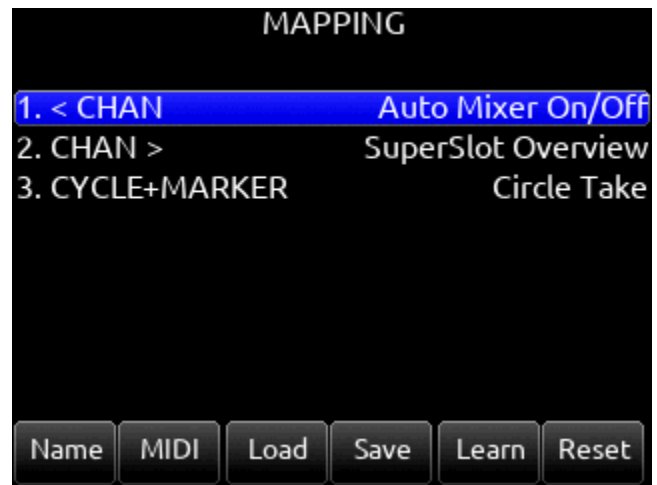 MAPPING
1. < CHAN Auto Mixer On/Off
2. CHAN > SuperSlot Overview
3. CYCLE+MARKER Circle Take
Name MIDI Load Save Learn Reset